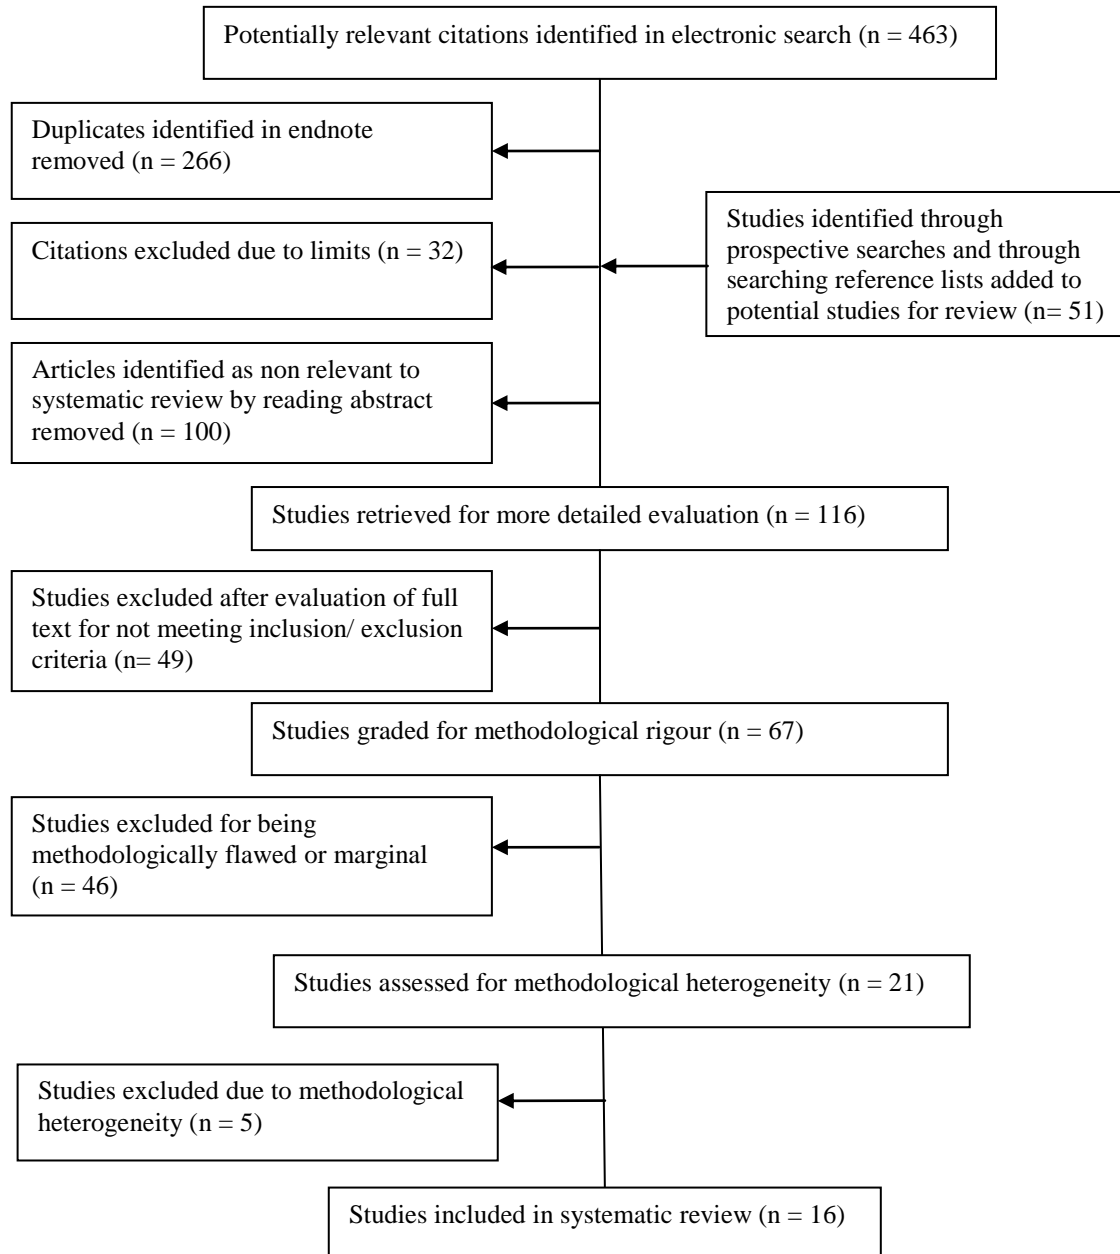 Potentially relevant citations identified in electronic search (n = 463)
Duplicates identified in endnote
removed (n = 266)
Studies identified through
prospective searches and through
searching reference lists added to
potential studies for review (n= 51)
Citations excluded due to limits (n = 32)
Articles identified as non relevant to
systematic review by reading abstract
removed (n = 100)
Studies retrieved for more detailed evaluation (n = 116)
Studies excluded after evaluation of full
text for not meeting inclusion/ exclusion
criteria (n= 49)
Studies graded for methodological rigour (n = 67)
Studies excluded for being
methodologically flawed or marginal
(n = 46)
Studies assessed for methodological heterogeneity (n = 21)
Studies excluded due to methodological
heterogeneity (n = 5)
Studies included in systematic review (n = 16)